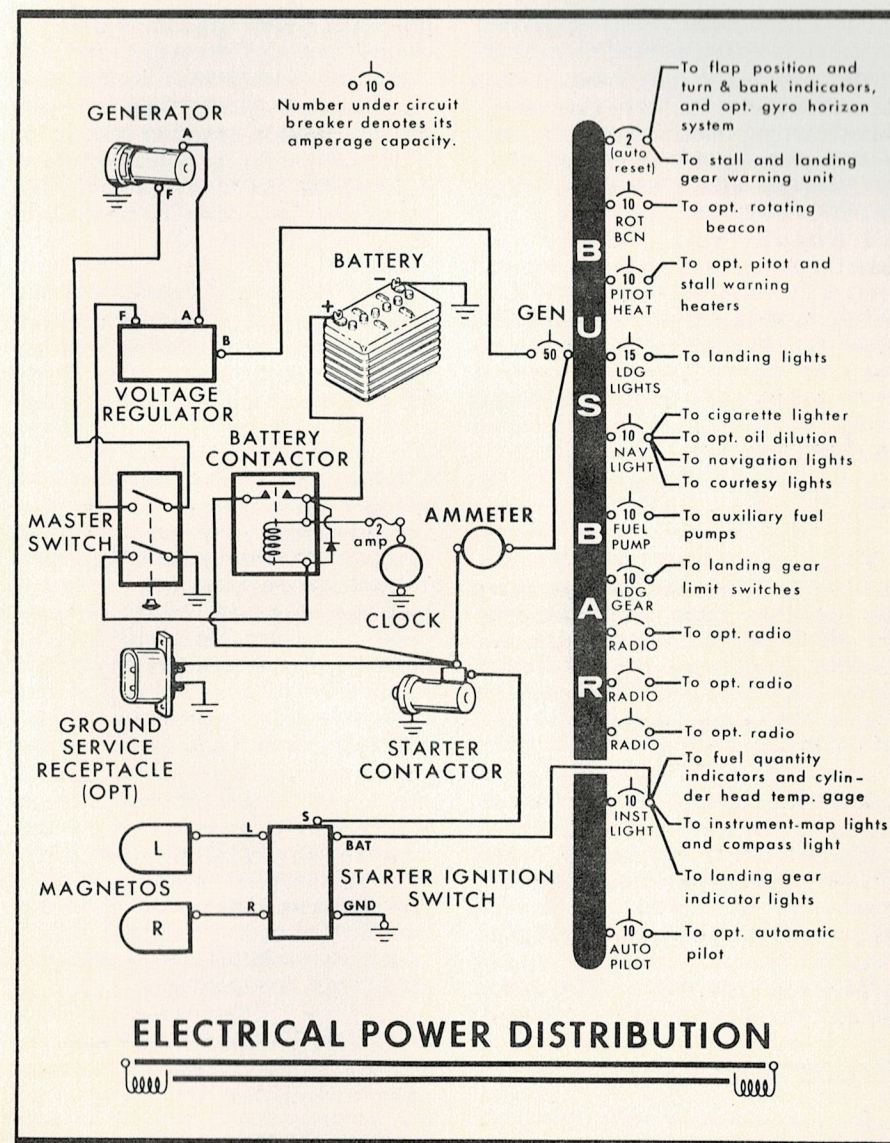 10
Number under circuit
breaker denotes its
amperage capacity.
GENERATOR
A
F
BATTERY
−
+
F
A
B
VOLTAGE
REGULATOR
GEN
50
BATTERY
CONTACTOR
MASTER
SWITCH
2
amp
CLOCK
AMMETER
GROUND
SERVICE
RECEPTACLE
(OPT)
STARTER
CONTACTOR
S
L
L
BAT
MAGNETOS
STARTER IGNITION
SWITCH
R
R
GND
BUS BAR
2
(auto
reset)
To flap position and
turn & bank indicators,
and opt. gyro horizon
system
To stall and landing
gear warning unit
10
ROT
BCN
To opt. rotating
beacon
10
PITOT
HEAT
To opt. pitot and
stall warning
heaters
15
LDG
LIGHTS
To landing lights
10
NAV
LIGHT
To cigarette lighter
To opt. oil dilution
To navigation lights
To courtesy lights
10
FUEL
PUMP
To auxiliary fuel
pumps
10
LDG
GEAR
To landing gear
limit switches
RADIO
To opt. radio
RADIO
To opt. radio
RADIO
To opt. radio
10
INST
LIGHT
To fuel quantity
indicators and cylin-
der head temp. gage
To instrument-map lights
and compass light
To landing gear
indicator lights
10
AUTO
PILOT
To opt. automatic
pilot
ELECTRICAL POWER DISTRIBUTION